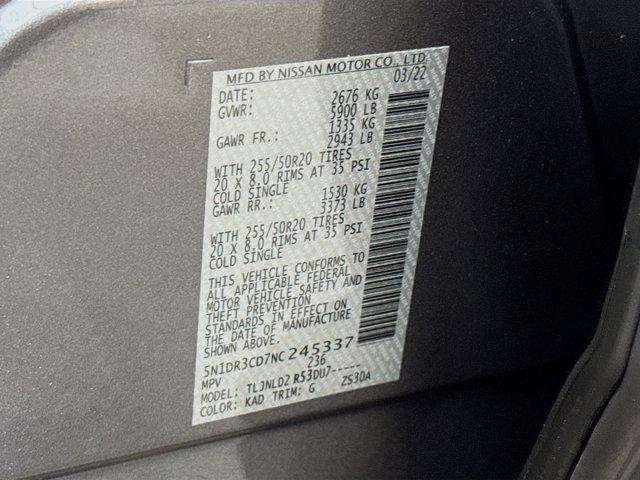 MFD BY NISSAN MOTOR CO., LTD.
DATE: 03/22
GVWR: 2676 KG
5900 LB
GAWR FR.: 1335 KG
2943 LB
WITH 255/50R20 TIRES
20 X 8.0 RIMS AT 35 PSI
COLD SINGLE
GAWR RR.: 1530 KG
3373 LB
WITH 255/50R20 TIRES
20 X 8.0 RIMS AT 35 PSI
COLD SINGLE
THIS VEHICLE CONFORMS TO
ALL APPLICABLE FEDERAL
MOTOR VEHICLE SAFETY AND
THEFT PREVENTION
STANDARDS IN EFFECT ON
THE DATE OF MANUFACTURE
SHOWN ABOVE.
5N1DR3CD7NC245337
MPV 236
MODEL: TLJNLD2 R53DU7-----
COLOR: KAD TRIM: G ZS30A